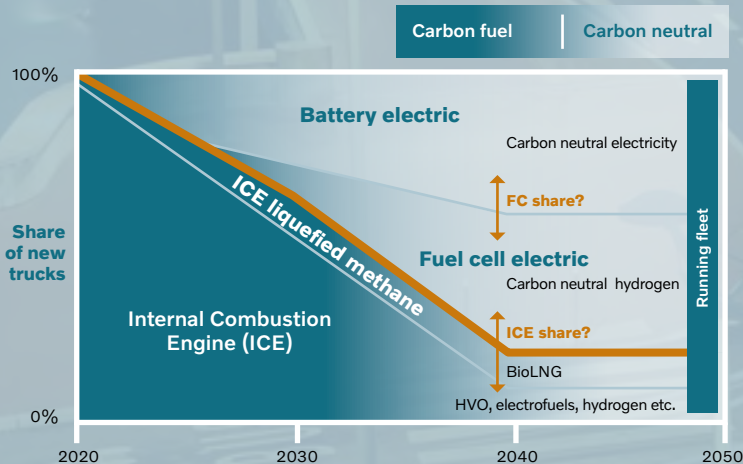 Carbon fuel
Carbon neutral
100%
Battery electric
Carbon neutral electricity
FC share?
ICE liquefied methane
Share
of new
trucks
Fuel cell electric
Carbon neutral hydrogen
Running fleet
Internal Combustion
Engine (ICE)
ICE share?
BioLNG
HVO, electrofuels, hydrogen etc.
0%
2020
2030
2040
2050